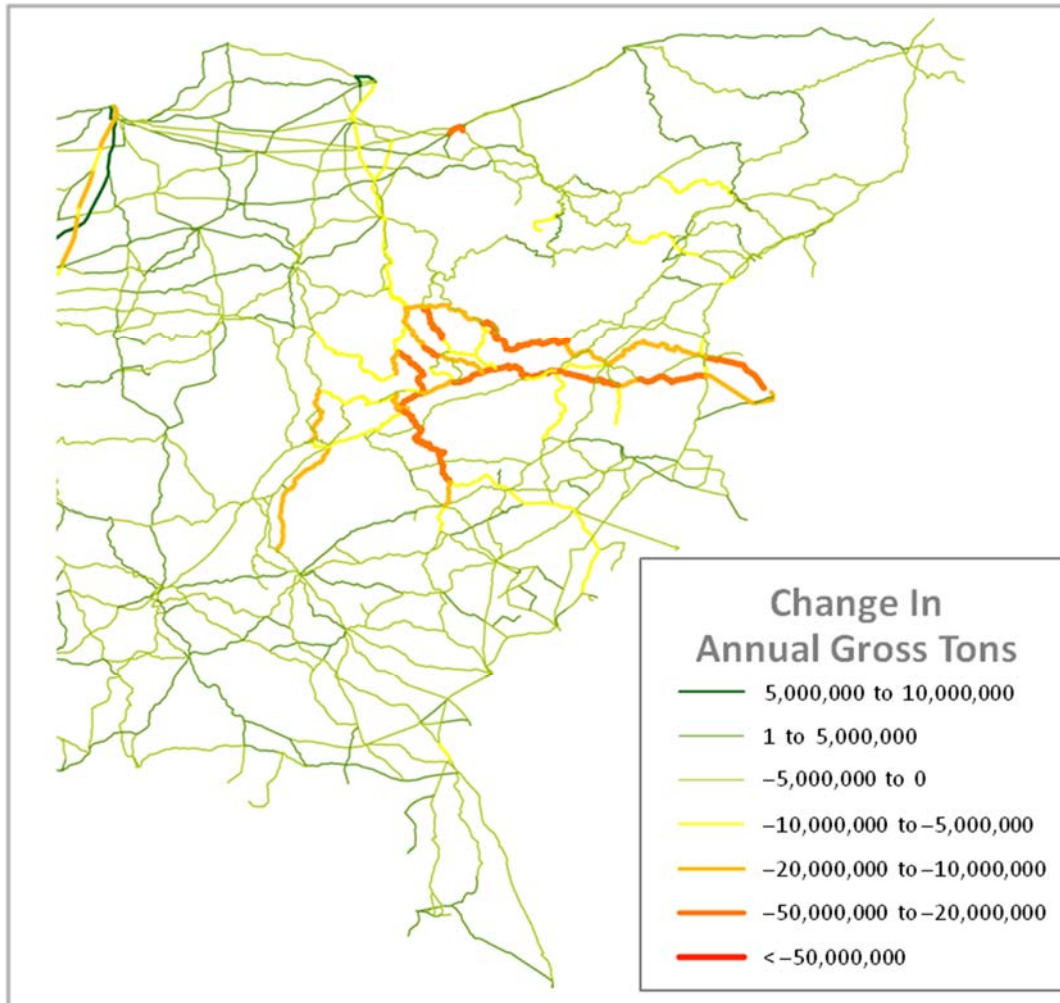 Change In
Annual Gross Tons
5,000,000 to 10,000,000
1 to 5,000,000
−5,000,000 to 0
−10,000,000 to −5,000,000
−20,000,000 to −10,000,000
−50,000,000 to −20,000,000
< −50,000,000